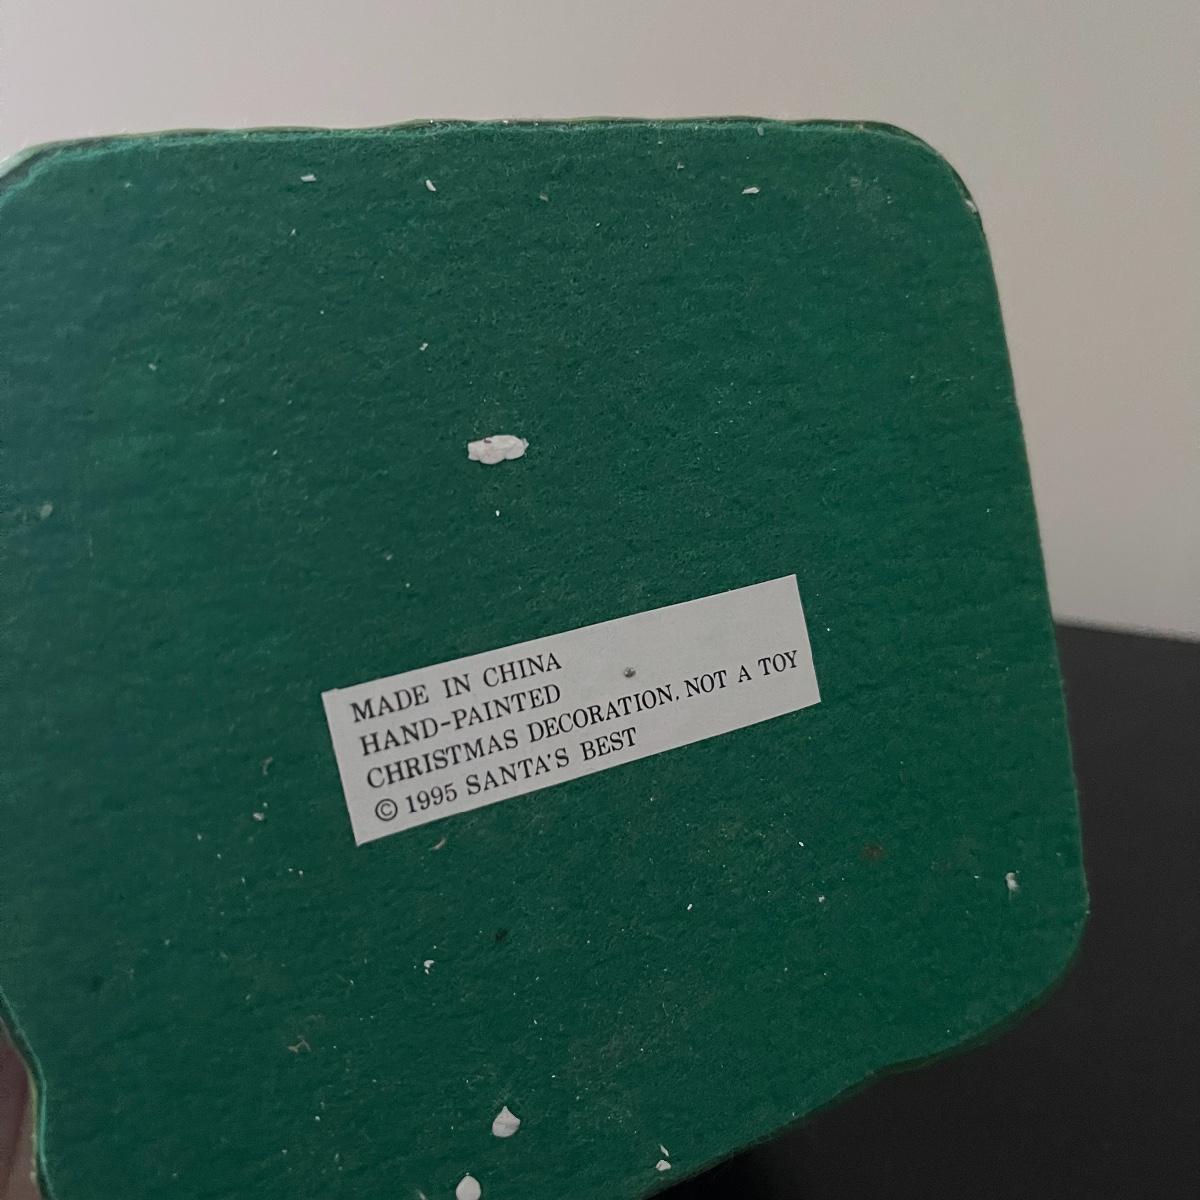 MADE IN CHINA
HAND-PAINTED
CHRISTMAS DECORATION. NOT A TOY
© 1995 SANTA'S BEST